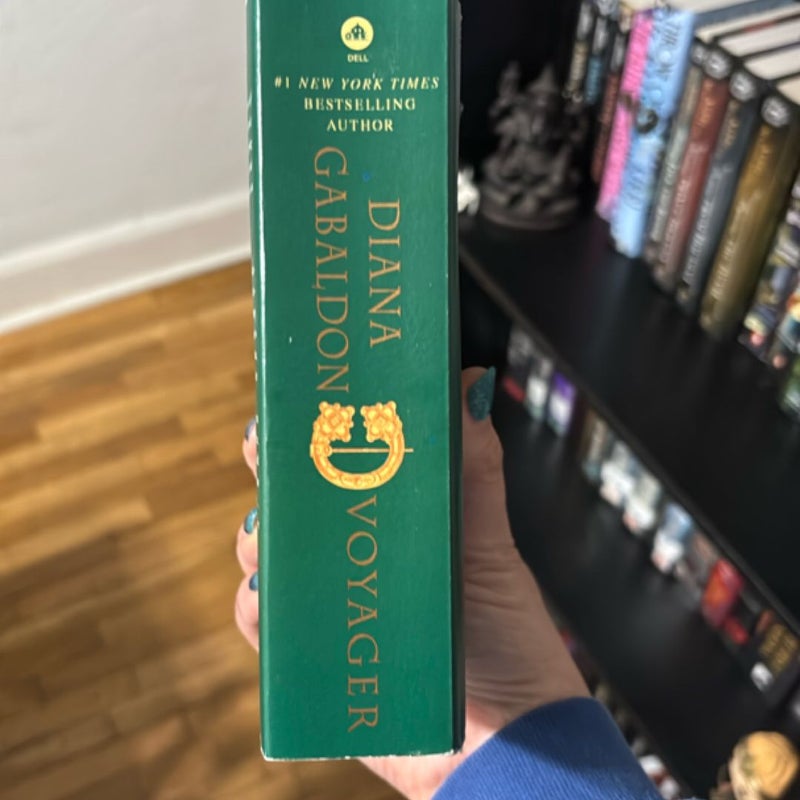 DELL
#1 NEW YORK TIMES
BESTSELLING
AUTHOR
DIANA
GABALDON
VOYAGER